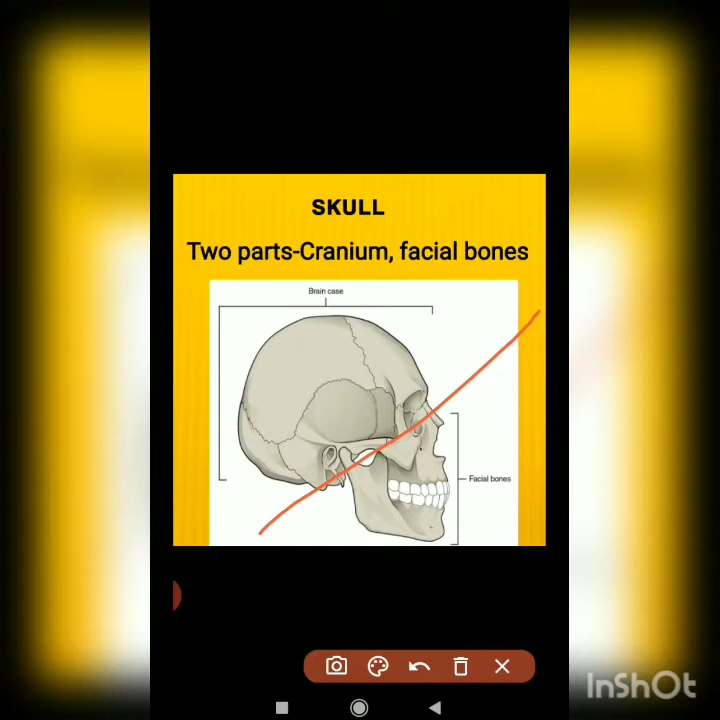 SKULL
Two parts-Cranium, facial bones
Brain case
Facial bones
InShOt